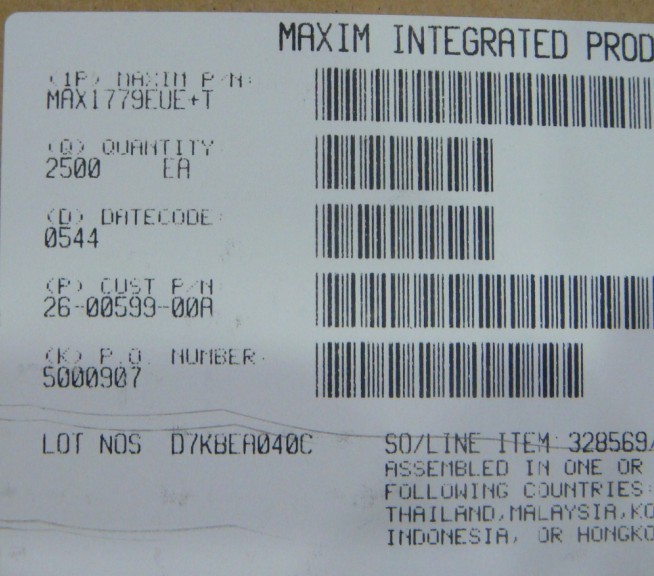 MAXIM INTEGRATED PROD
(1P) MAXIM P/N:
MAX1779EUE+T
(Q) QUANTITY:
2500 EA
(D) DATECODE:
0544
(P) CUST P/N:
26-00599-00A
(K) P.O. NUMBER:
5000907
LOT NOS D7KBEA040C SO/LINE ITEM: 328569/
ASSEMBLED IN ONE OR
FOLLOWING COUNTRIES:
THAILAND,MALAYSIA,KO
INDONESIA, OR HONGKO